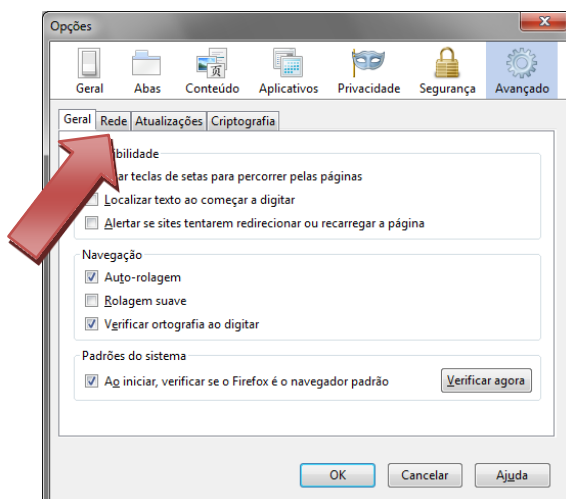 Opções
Geral Abas Conteúdo Aplicativos Privacidade Segurança Avançado
Geral Rede Atualizações Criptografia
teclas de setas para percorrer pelas páginas
Localizar texto ao começar a digitar
Alertar se sites tentarem redirecionar ou recarregar a página
Navegação
Auto-rolagem
Rolagem suave
Verificar ortografia ao digitar
Padrões do sistema
Ao iniciar, verificar se o Firefox é o navegador padrão Verificar agora
OK Cancelar Ajuda